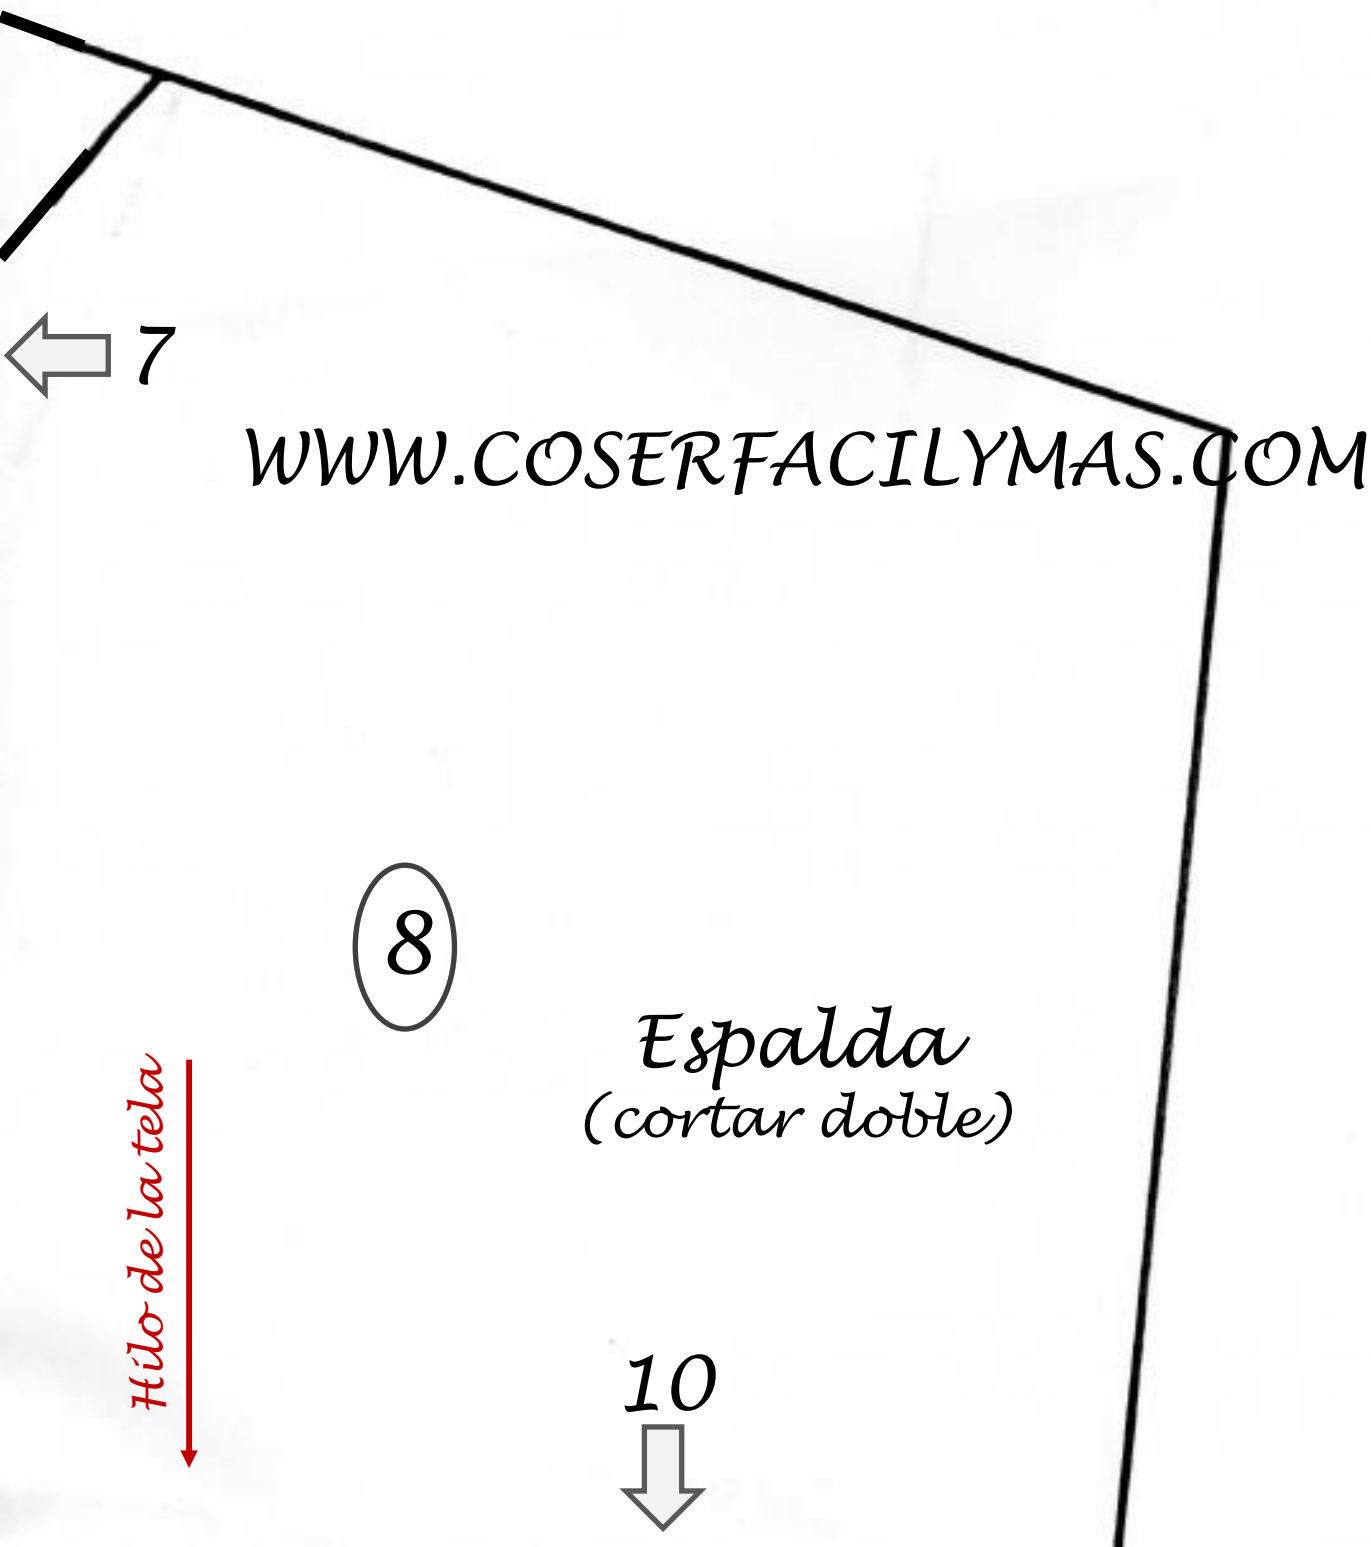 7
WWW.COSERFACILYMAS.COM
8
Espalda
(cortar doble)
Hilo de la tela
10